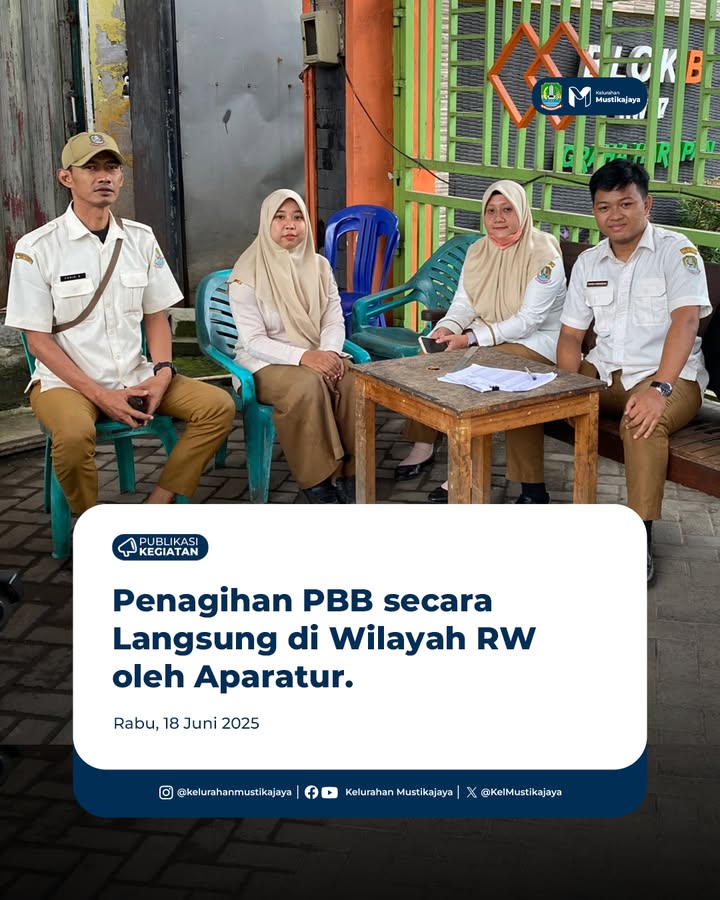 Kelurahan
Mustikajaya
PUBLIKASI
KEGIATAN
Penagihan PBB secara
Langsung di Wilayah RW
oleh Aparatur.
Rabu, 18 Juni 2025
@kelurahanmustikajaya | Kelurahan Mustikajaya | @KelMustikajaya